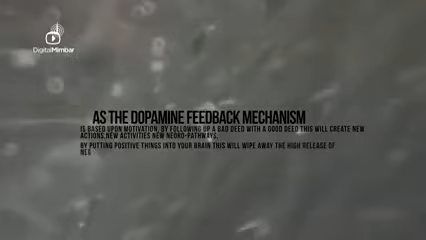 DigitalMimbar
AS THE DOPAMINE FEEDBACK MECHANISM
IS BASED UPON MOTIVATION, BY FOLLOWING UP A BAD DEED WITH A GOOD DEED THIS WILL CREATE NEW
ACTIONS,NEW ACTIVITIES NEW NEURO-PATHWAYS.
BY PUTTING POSITIVE THINGS INTO YOUR BRAIN THIS WILL WIPE AWAY THE HIGH RELEASE OF
NEG